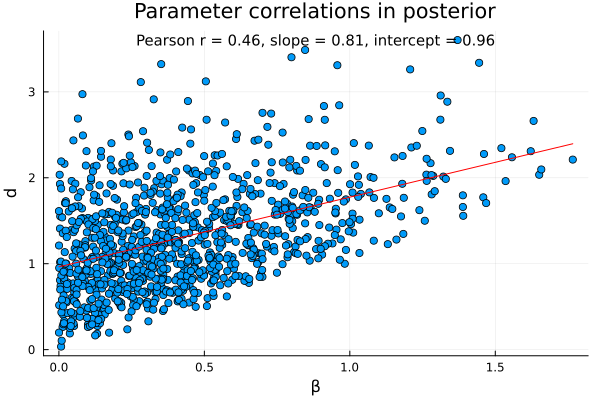 Parameter correlations in posterior
Pearson r = 0.46, slope = 0.81, intercept = 0.96
d
3
2
1
0
0.0 0.5 1.0 1.5
β